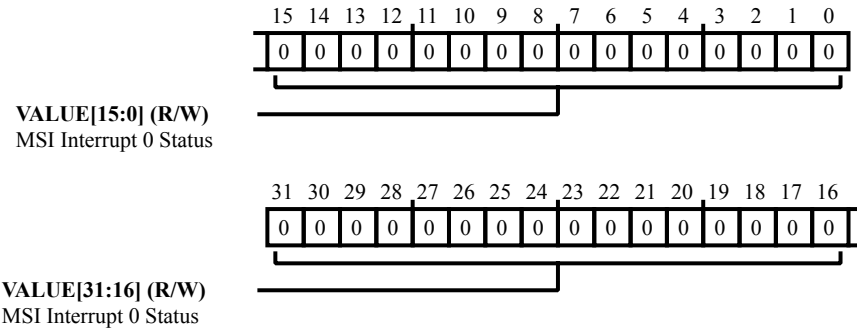 15 14 13 12 11 10 9 8 7 6 5 4 3 2 1 0
0 0 0 0 0 0 0 0 0 0 0 0 0 0 0 0
VALUE[15:0] (R/W)
MSI Interrupt 0 Status
31 30 29 28 27 26 25 24 23 22 21 20 19 18 17 16
0 0 0 0 0 0 0 0 0 0 0 0 0 0 0 0
VALUE[31:16] (R/W)
MSI Interrupt 0 Status